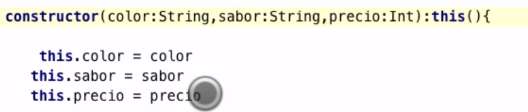 constructor(color:String,sabor:String,precio:Int):this(){
this.color = color
this.sabor = sabor
this.precio = precio